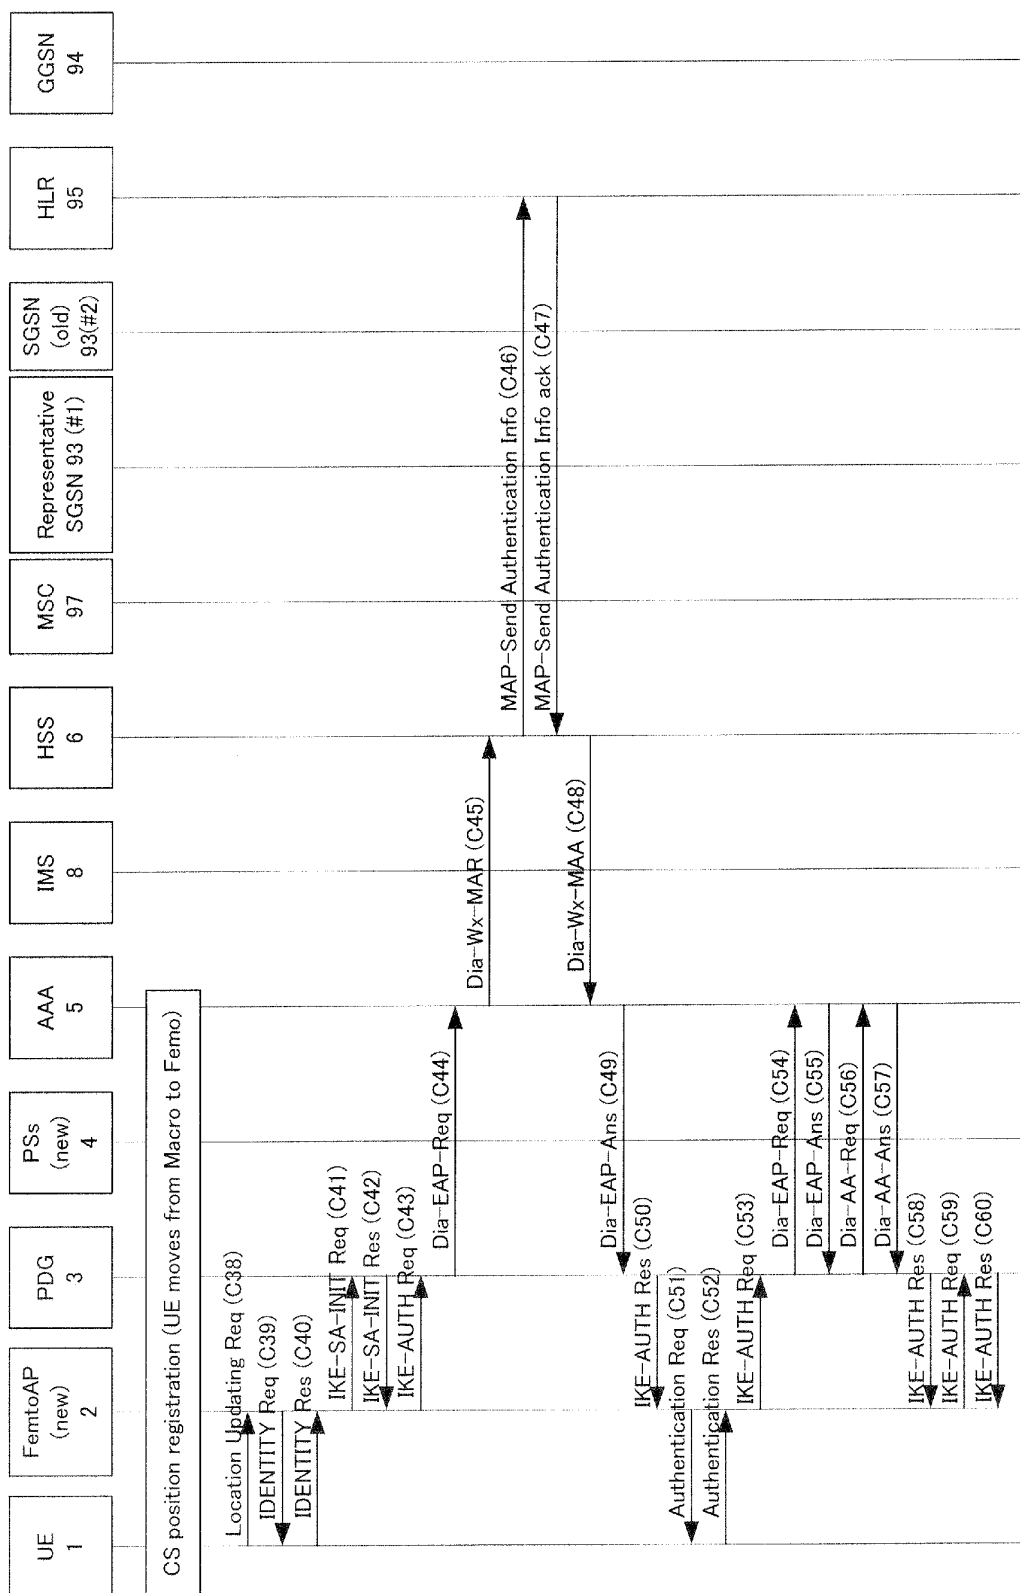 UE
1
FemtoAP
(new)
2
PDG
3
PSs
(new)
4
AAA
5
IMS
8
HSS
6
MSC
97
Representative
SGSN 93 (#1)
SGSN
(old)
93(#2)
HLR
95
GGSN
94
CS position registration (UE moves from Macro to Femo)
Location Updating Req (C38)
IDENTITY Req (C39)
IDENTITY Res (C40)
IKE-SA-INIT Req (C41)
IKE-SA-INIT Res (C42)
IKE-AUTH Req (C43)
Dia-EAP-Req (C44)
Dia-Wx-MAR (C45)
MAP-Send Authentication Info (C46)
MAP-Send Authentication Info ack (C47)
Dia-Wx-MAA (C48)
Dia-EAP-Ans (C49)
IKE-AUTH Res (C50)
Authentication Req (C51)
Authentication Res (C52)
IKE-AUTH Req (C53)
Dia-EAP-Req (C54)
Dia-EAP-Ans (C55)
Dia-AA-Req (C56)
Dia-AA-Ans (C57)
IKE-AUTH Res (C58)
IKE-AUTH Req (C59)
IKE-AUTH Res (C60)